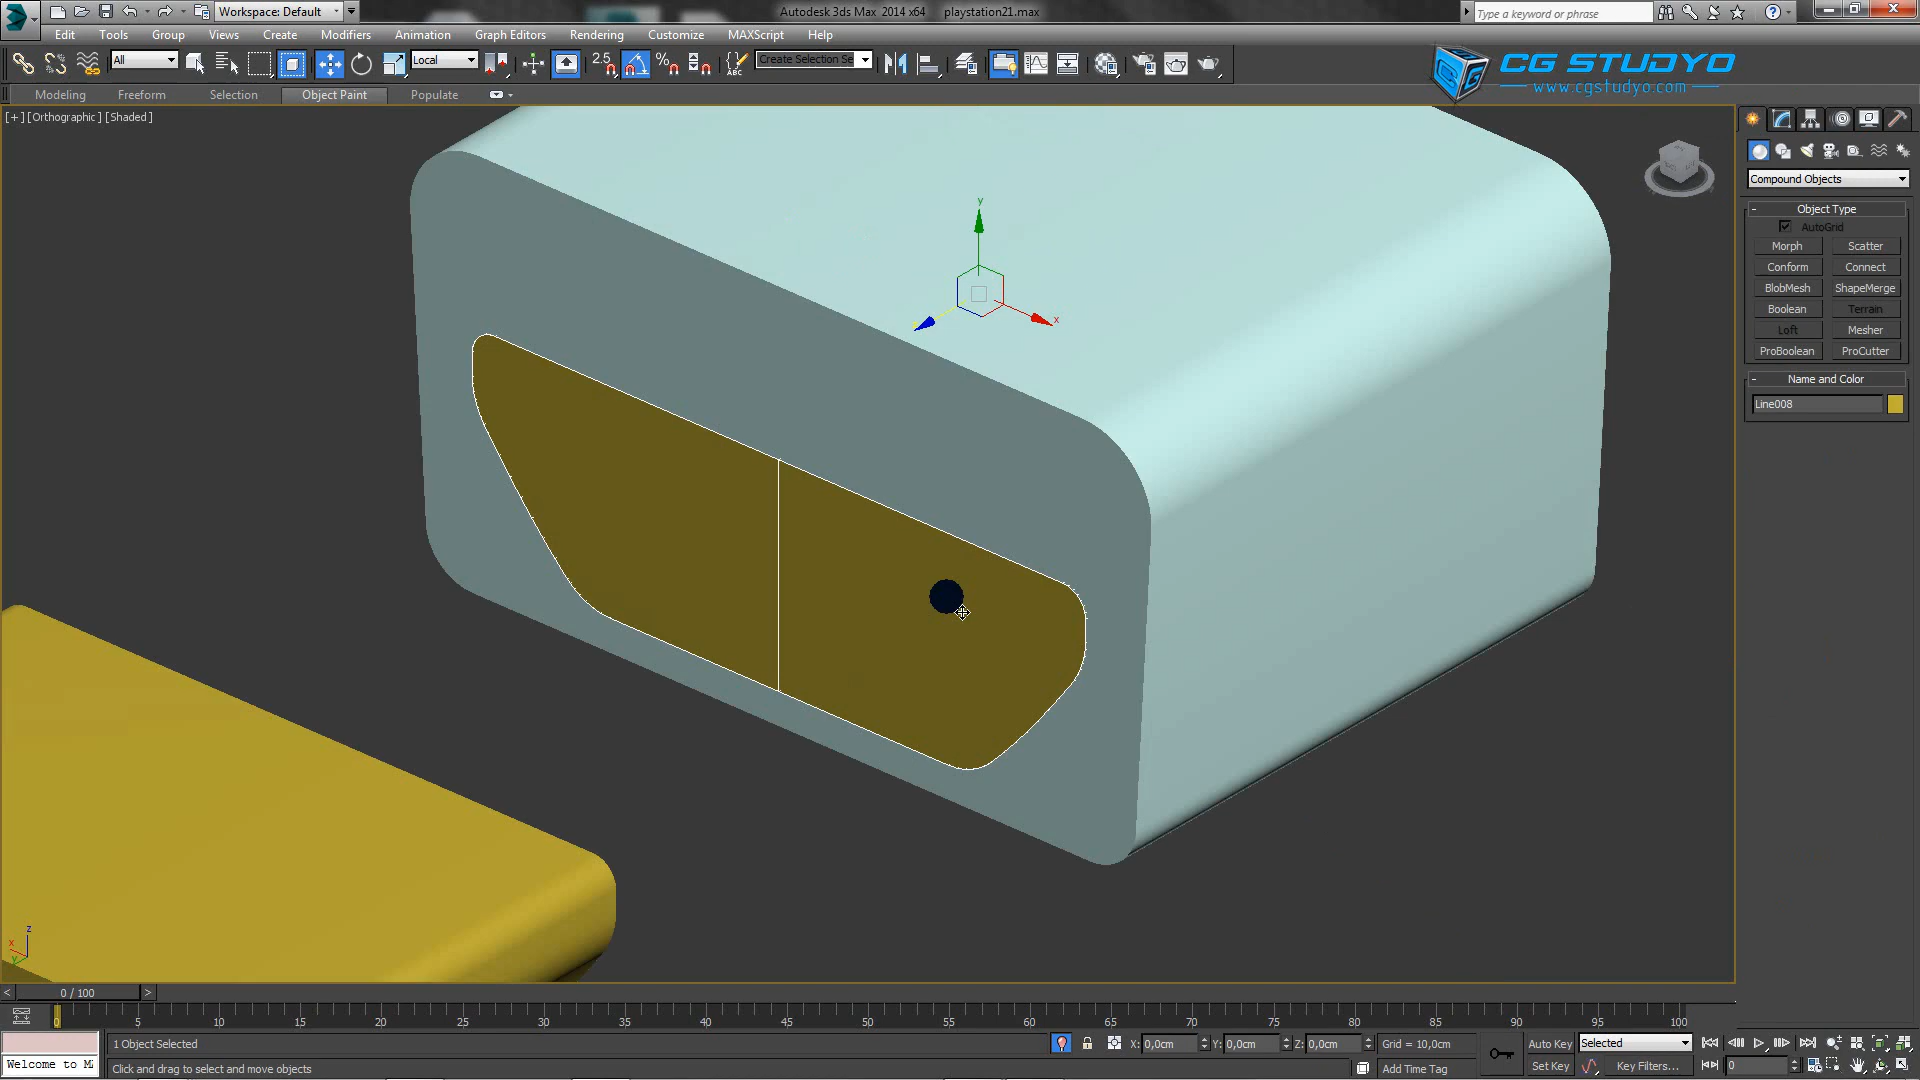 Workspace: Default
Autodesk 3ds Max 2014 x64 playstation21.max
Type a keyword or phrase
Edit Tools Group Views Create Modifiers Animation Graph Editors Rendering Customize MAXScript Help
All
Local
2.5
Create Selection Se
CG STUDYO
www.cgstudyo.com
Modeling Freeform Selection Object Paint Populate
[+][Orthographic][Shaded]
Compound Objects
Object Type
AutoGrid
Morph Scatter
Conform Connect
BlobMesh ShapeMerge
Boolean Terrain
Loft Mesher
ProBoolean ProCutter
Name and Color
Line008
y
x
z
x
y
< 0 / 100 >
0 5 10 15 20 25 30 35 40 45 50 55 60 65 70 75 80 85 90 95 100
1 Object Selected
X: 0,0cm Y: 0,0cm Z: 0,0cm Grid = 10,0cm
Auto Key Selected
Welcome to M
Click and drag to select and move objects
Add Time Tag
Set Key Key Filters...
0